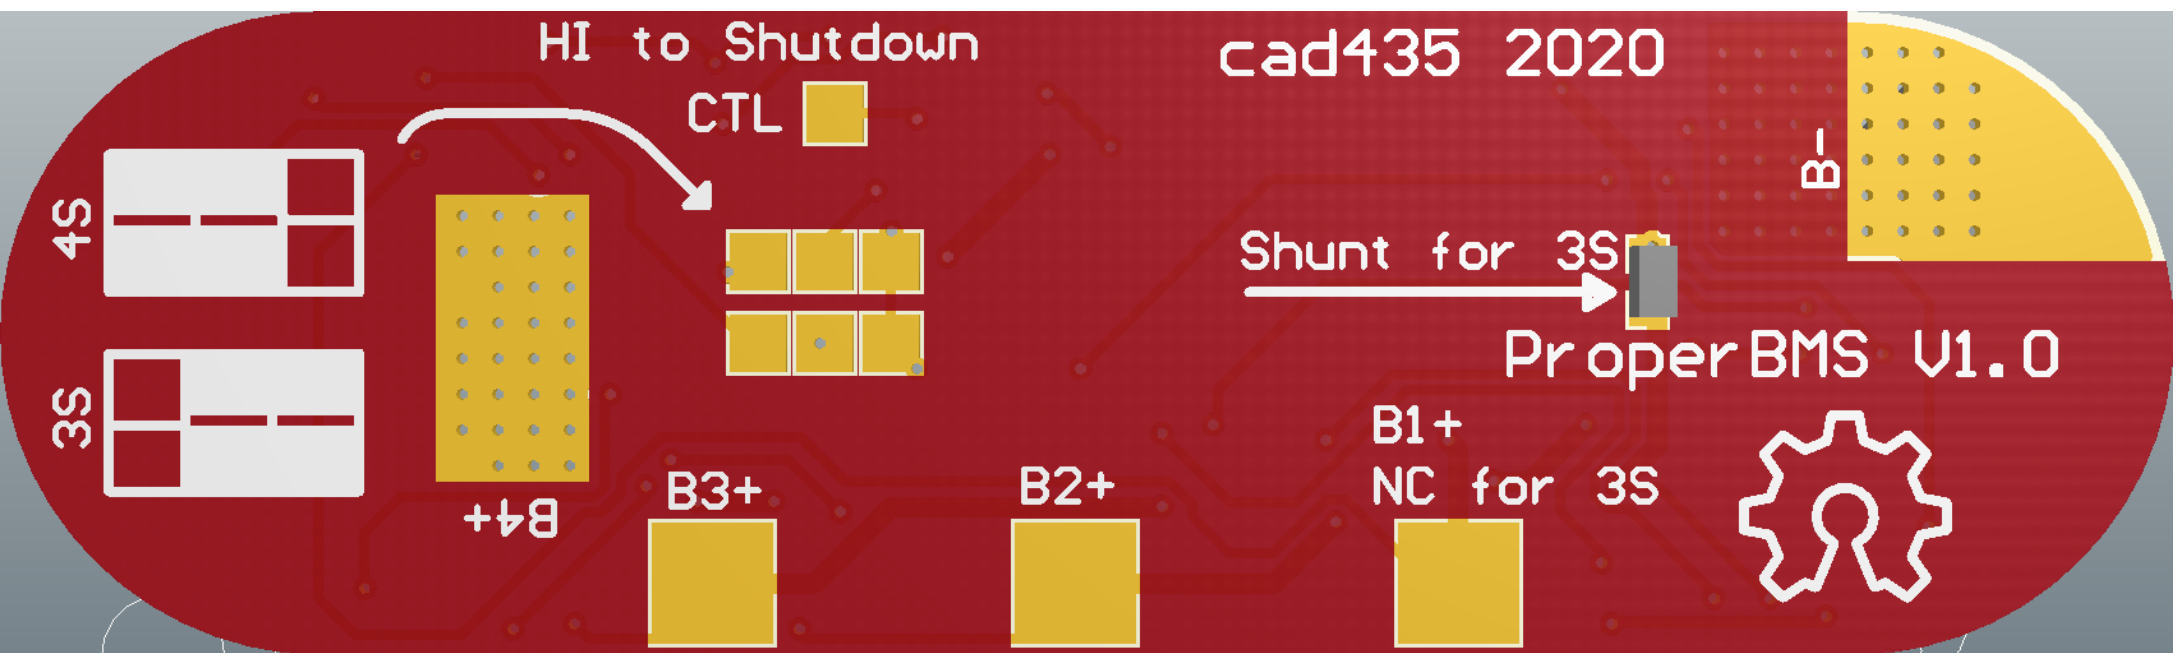 HI to Shutdown
cad435 2020
CTL
B-
4S
Shunt for 3S
ProperBMS V1.0
3S
B1+
NC for 3S
B3+
B2+
B4+